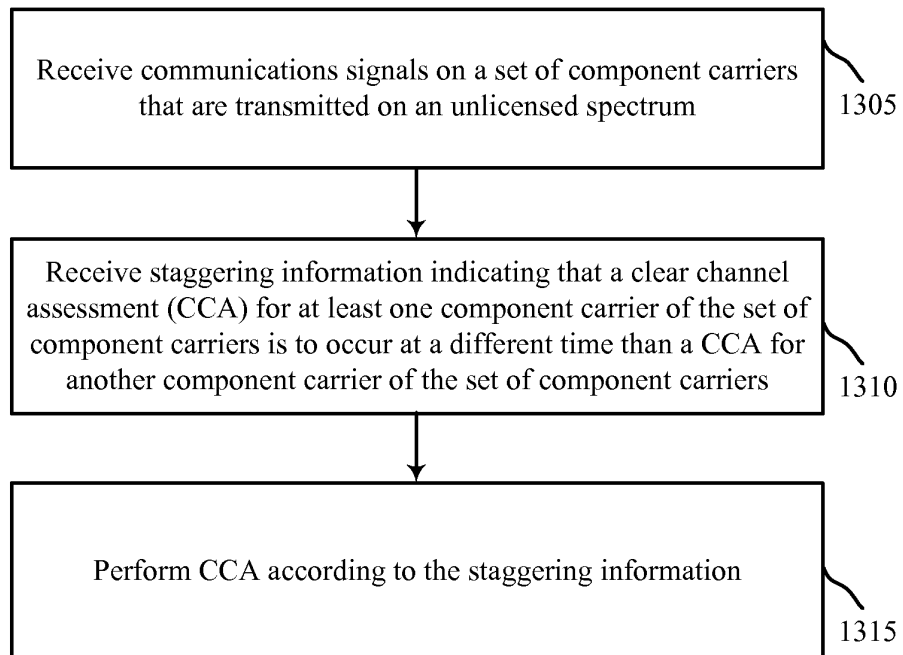 Receive communications signals on a set of component carriers
that are transmitted on an unlicensed spectrum
1305
Receive staggering information indicating that a clear channel
assessment (CCA) for at least one component carrier of the set of
component carriers is to occur at a different time than a CCA for
another component carrier of the set of component carriers
1310
Perform CCA according to the staggering information
1315